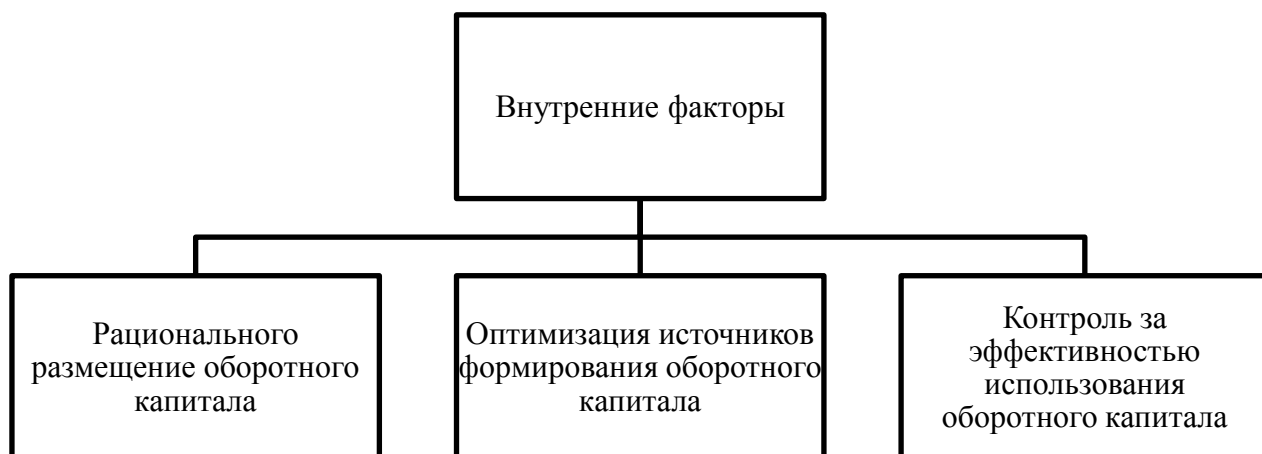 Внутренние факторы
Рационального
размещение оборотного
капитала
Оптимизация источников
формирования оборотного
капитала
Контроль за
эффективностью
использования
оборотного капитала